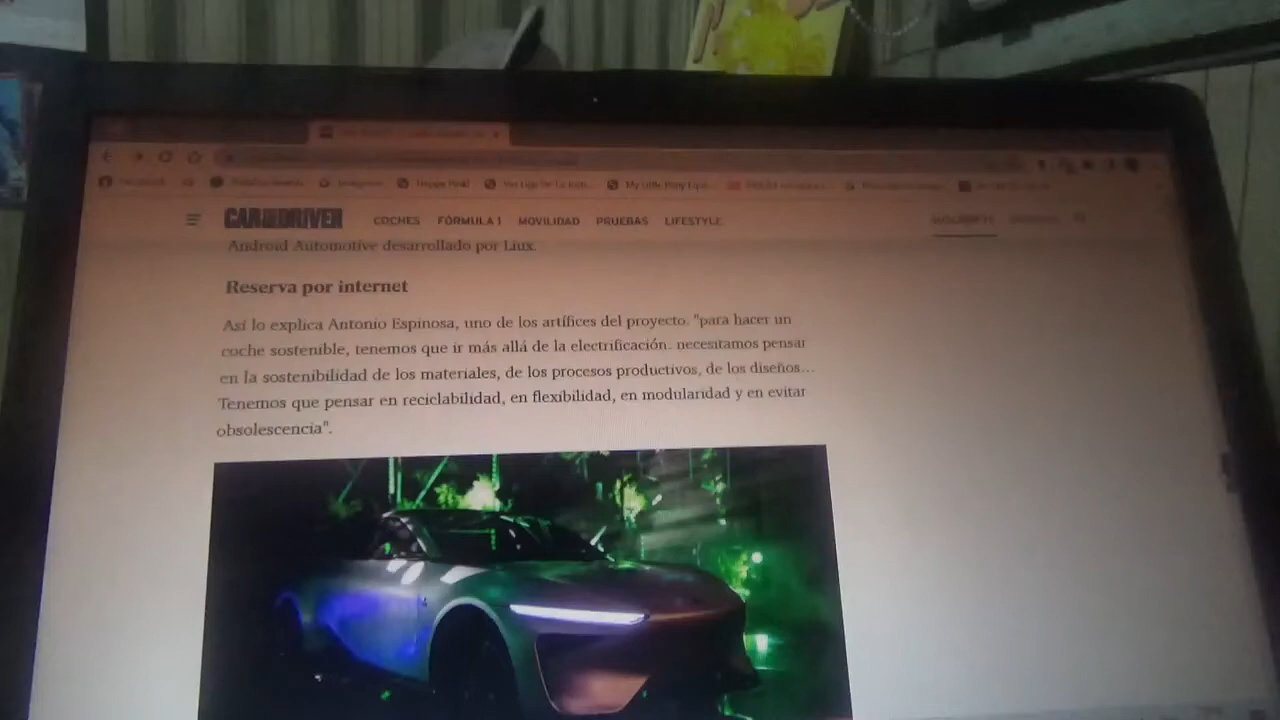 CAR AND DRIVER COCHES FÓRMULA 1 MOVILIDAD PRUEBAS LIFESTYLE
Android Automotive desarrollado por Liux.
Reserva por internet
Así lo explica Antonio Espinosa, uno de los artífices del proyecto. "para hacer un
coche sostenible, tenemos que ir más allá de la electrificación. necesitamos pensar
en la sostenibilidad de los materiales, de los procesos productivos, de los diseños...
Tenemos que pensar en reciclabilidad, en flexibilidad, en modularidad y en evitar
obsolescencia".